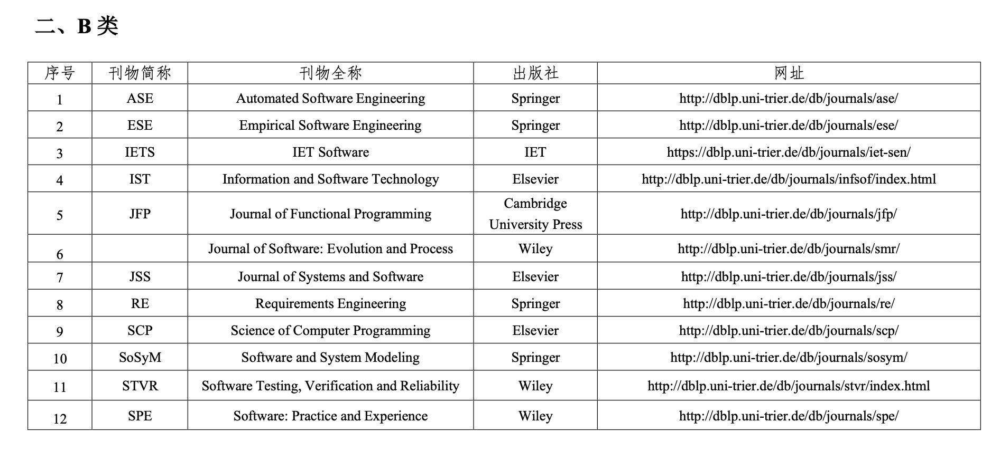 二、B 类
序号 刊物简称 刊物全称 出版社 网址
1 ASE Automated Software Engineering Springer http://dblp.uni-trier.de/db/journals/ase/
2 ESE Empirical Software Engineering Springer http://dblp.uni-trier.de/db/journals/ese/
3 IETS IET Software IET https://dblp.uni-trier.de/db/journals/iet-sen/
4 IST Information and Software Technology Elsevier http://dblp.uni-trier.de/db/journals/infsof/index.html
5 JFP Journal of Functional Programming Cambridge University Press http://dblp.uni-trier.de/db/journals/jfp/
6 Journal of Software: Evolution and Process Wiley http://dblp.uni-trier.de/db/journals/smr/
7 JSS Journal of Systems and Software Elsevier http://dblp.uni-trier.de/db/journals/jss/
8 RE Requirements Engineering Springer http://dblp.uni-trier.de/db/journals/re/
9 SCP Science of Computer Programming Elsevier http://dblp.uni-trier.de/db/journals/scp/
10 SoSyM Software and System Modeling Springer http://dblp.uni-trier.de/db/journals/sosym/
11 STVR Software Testing, Verification and Reliability Wiley http://dblp.uni-trier.de/db/journals/stvr/index.html
12 SPE Software: Practice and Experience Wiley http://dblp.uni-trier.de/db/journals/spe/